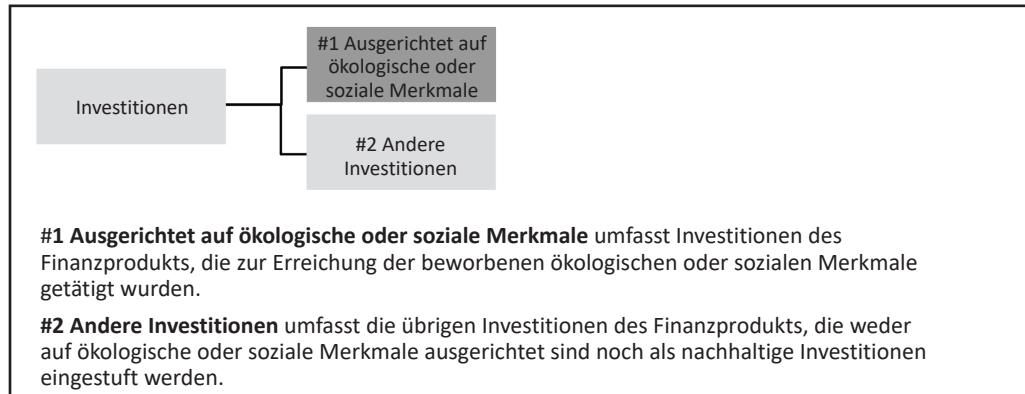 #1 Ausgerichtet auf
ökologische oder
soziale Merkmale
Investitionen
#2 Andere
Investitionen
#1 Ausgerichtet auf ökologische oder soziale Merkmale umfasst Investitionen des
Finanzprodukts, die zur Erreichung der beworbenen ökologischen oder sozialen Merkmale
getätigt wurden.
#2 Andere Investitionen umfasst die übrigen Investitionen des Finanzprodukts, die weder
auf ökologische oder soziale Merkmale ausgerichtet sind noch als nachhaltige Investitionen
eingestuft werden.